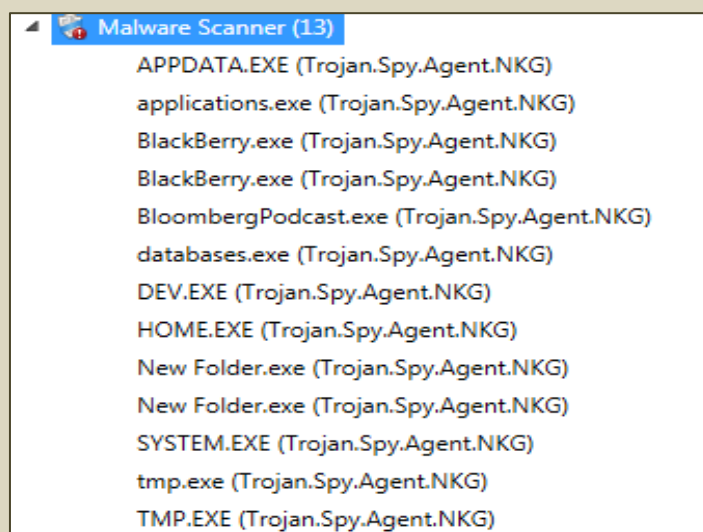 Malware Scanner (13)
APPDATA.EXE (Trojan.Spy.Agent.NKG)
applications.exe (Trojan.Spy.Agent.NKG)
BlackBerry.exe (Trojan.Spy.Agent.NKG)
BlackBerry.exe (Trojan.Spy.Agent.NKG)
BloombergPodcast.exe (Trojan.Spy.Agent.NKG)
databases.exe (Trojan.Spy.Agent.NKG)
DEV.EXE (Trojan.Spy.Agent.NKG)
HOME.EXE (Trojan.Spy.Agent.NKG)
New Folder.exe (Trojan.Spy.Agent.NKG)
New Folder.exe (Trojan.Spy.Agent.NKG)
SYSTEM.EXE (Trojan.Spy.Agent.NKG)
tmp.exe (Trojan.Spy.Agent.NKG)
TMP.EXE (Trojan.Spy.Agent.NKG)